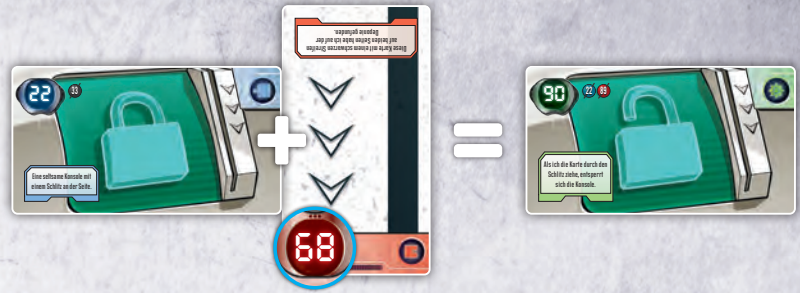 22
33
Eine seltsame Konsole mit
einem Schlitz an der Seite.
+
Diese Karte mit einem schwarzen Streifen
auf beiden Seiten habe ich auf der
Deponie gefunden.
68
=
90
22 89
Als ich die Karte durch den
Schlitz ziehe, entsperrt
sich die Konsole.